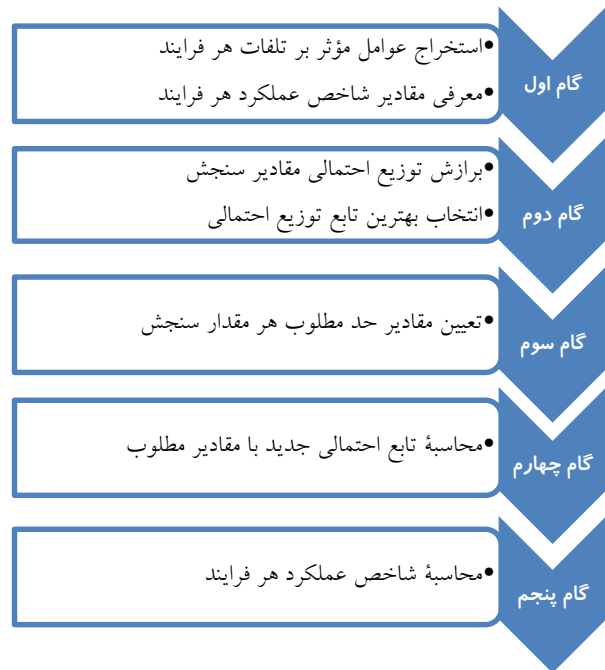 گام اول
•استخراج عوامل مؤثر بر تلفات هر فرایند
•معرفی مقادیر شاخص عملکرد هر فرایند
گام دوم
•برازش توزیع احتمالی مقادیر سنجش
•انتخاب بهترین تابع توزیع احتمالی
گام سوم
•تعیین مقادیر حد مطلوب هر مقدار سنجش
گام چهارم
•محاسبهٔ تابع احتمالی جدید با مقادیر مطلوب
گام پنجم
•محاسبهٔ شاخص عملکرد هر فرایند